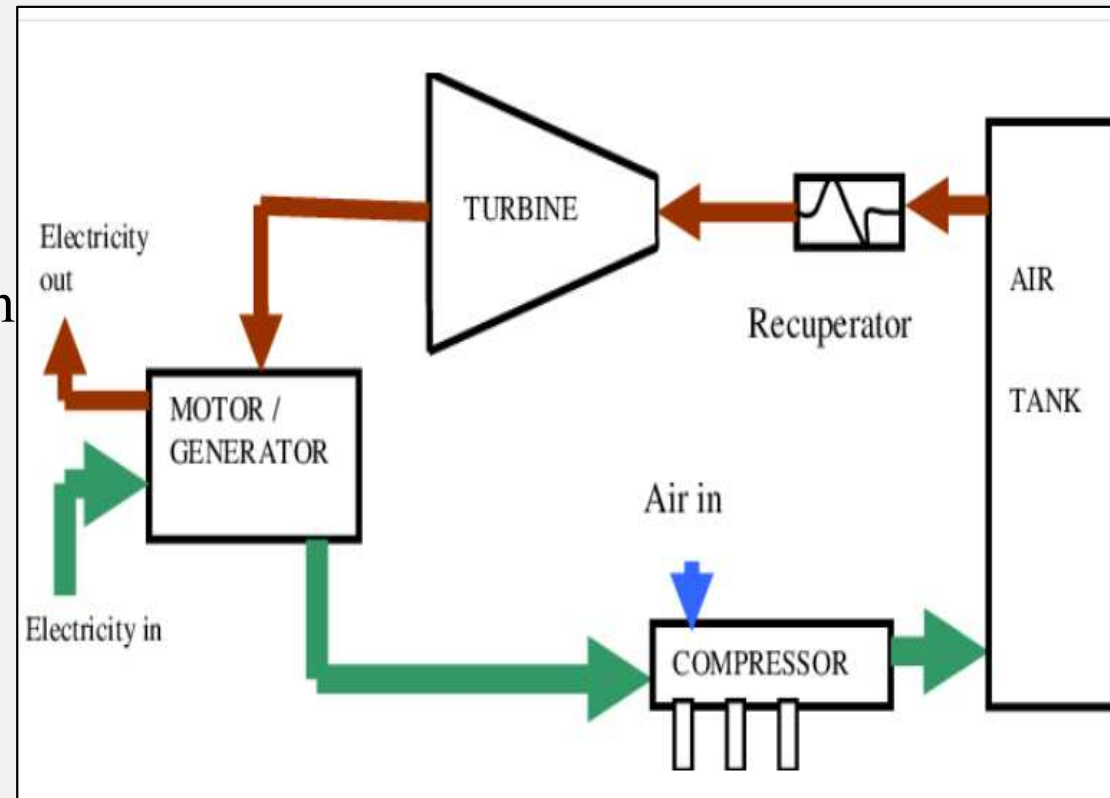 TURBINE
Electricity
out
Recuperator
AIR
TANK
MOTOR /
GENERATOR
Air in
Electricity in
COMPRESSOR